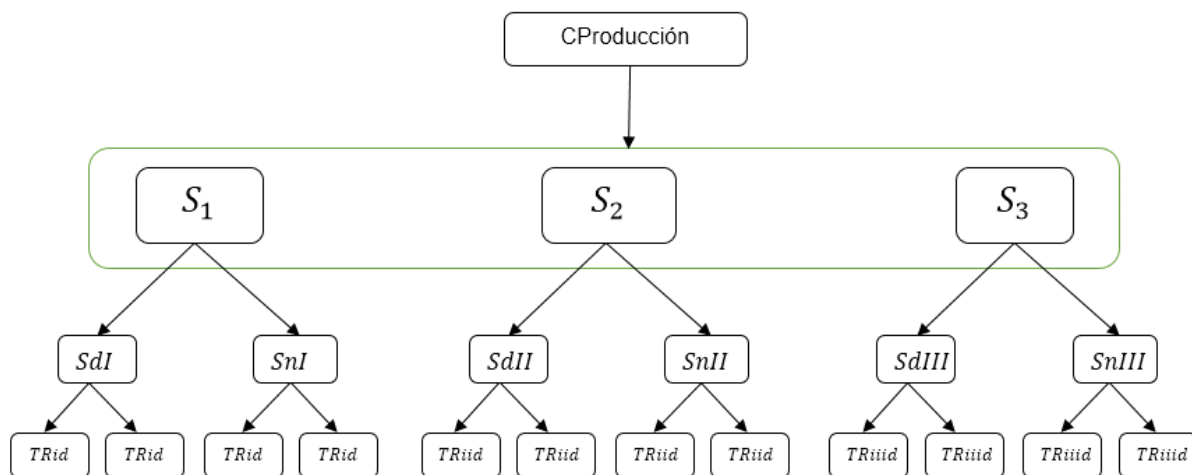 CProducción
S₁ S₂ S₃
SdI SnI SdII SnII SdIII SnIII
TRid TRid TRid TRid TRiid TRiid TRiid TRiid TRiiid TRiiid TRiiid TRiiid